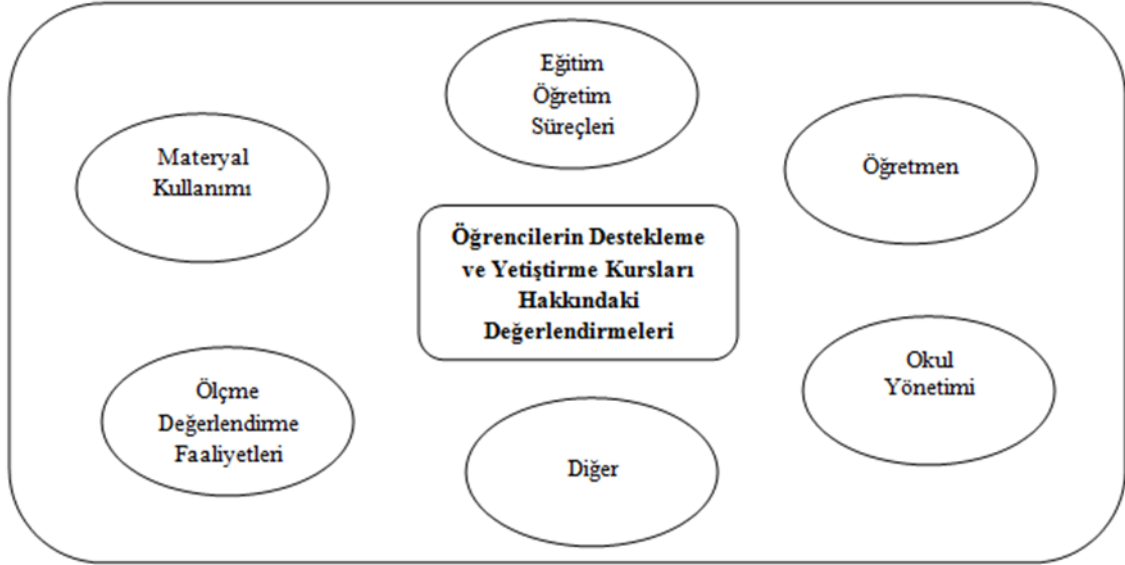 Eğitim
Öğretim
Süreçleri
Materyal
Kullanımı
Öğretmen
Öğrencilerin Destekleme
ve Yetiştirme Kursları
Hakkındaki
Değerlendirmeleri
Okul
Yönetimi
Ölçme
Değerlendirme
Faaliyetleri
Diğer